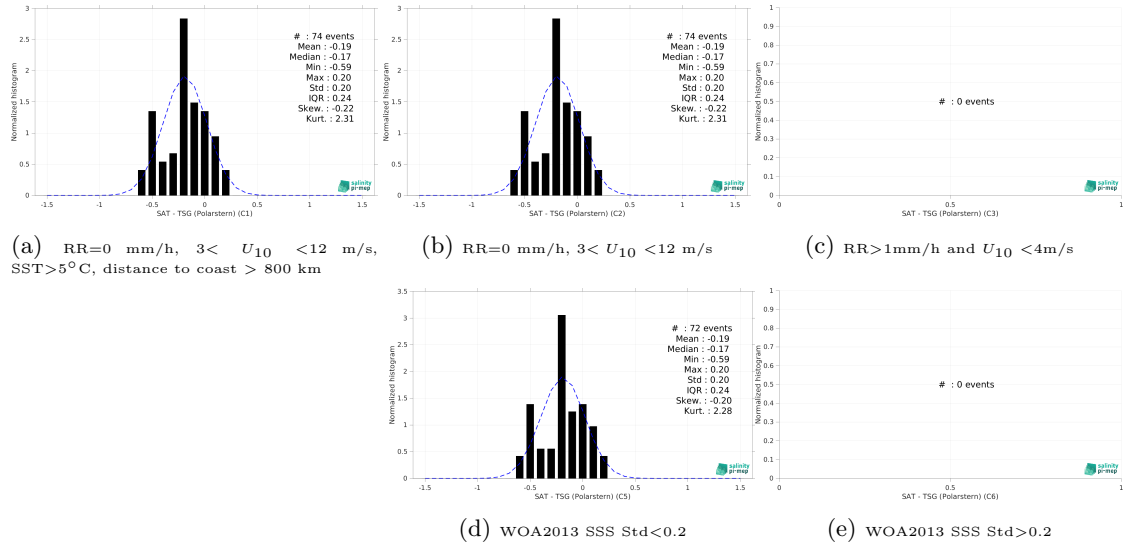 3
2.5
2
1.5
1
0.5
0
-1.5 -1 -0.5 0 0.5 1 1.5
Normalized histogram
SAT - TSG (Polarstern) (C1)
# : 74 events
Mean : -0.19
Median : -0.17
Min : -0.59
Max : 0.20
Std : 0.20
IQR : 0.24
Skew. : -0.22
Kurt. : 2.31
salinity
pi-mep
(a) RR=0 mm/h, 3< U10 <12 m/s,
SST>5°C, distance to coast > 800 km
3
2.5
2
1.5
1
0.5
0
-1.5 -1 -0.5 0 0.5 1 1.5
Normalized histogram
SAT - TSG (Polarstern) (C2)
# : 74 events
Mean : -0.19
Median : -0.17
Min : -0.59
Max : 0.20
Std : 0.20
IQR : 0.24
Skew. : -0.22
Kurt. : 2.31
salinity
pi-mep
(b) RR=0 mm/h, 3< U10 <12 m/s
1
0.9
0.8
0.7
0.6
0.5
0.4
0.3
0.2
0.1
0
0 0.5 1
Normalized histogram
SAT - TSG (Polarstern) (C3)
# : 0 events
salinity
pi-mep
(c) RR>1mm/h and U10 <4m/s
3.5
3
2.5
2
1.5
1
0.5
0
-1.5 -1 -0.5 0 0.5 1 1.5
Normalized histogram
SAT - TSG (Polarstern) (C5)
# : 72 events
Mean : -0.19
Median : -0.17
Min : -0.59
Max : 0.20
Std : 0.20
IQR : 0.24
Skew. : -0.20
Kurt. : 2.28
salinity
pi-mep
(d) WOA2013 SSS Std<0.2
1
0.9
0.8
0.7
0.6
0.5
0.4
0.3
0.2
0.1
0
0 0.5 1
Normalized histogram
SAT - TSG (Polarstern) (C6)
# : 0 events
salinity
pi-mep
(e) WOA2013 SSS Std>0.2